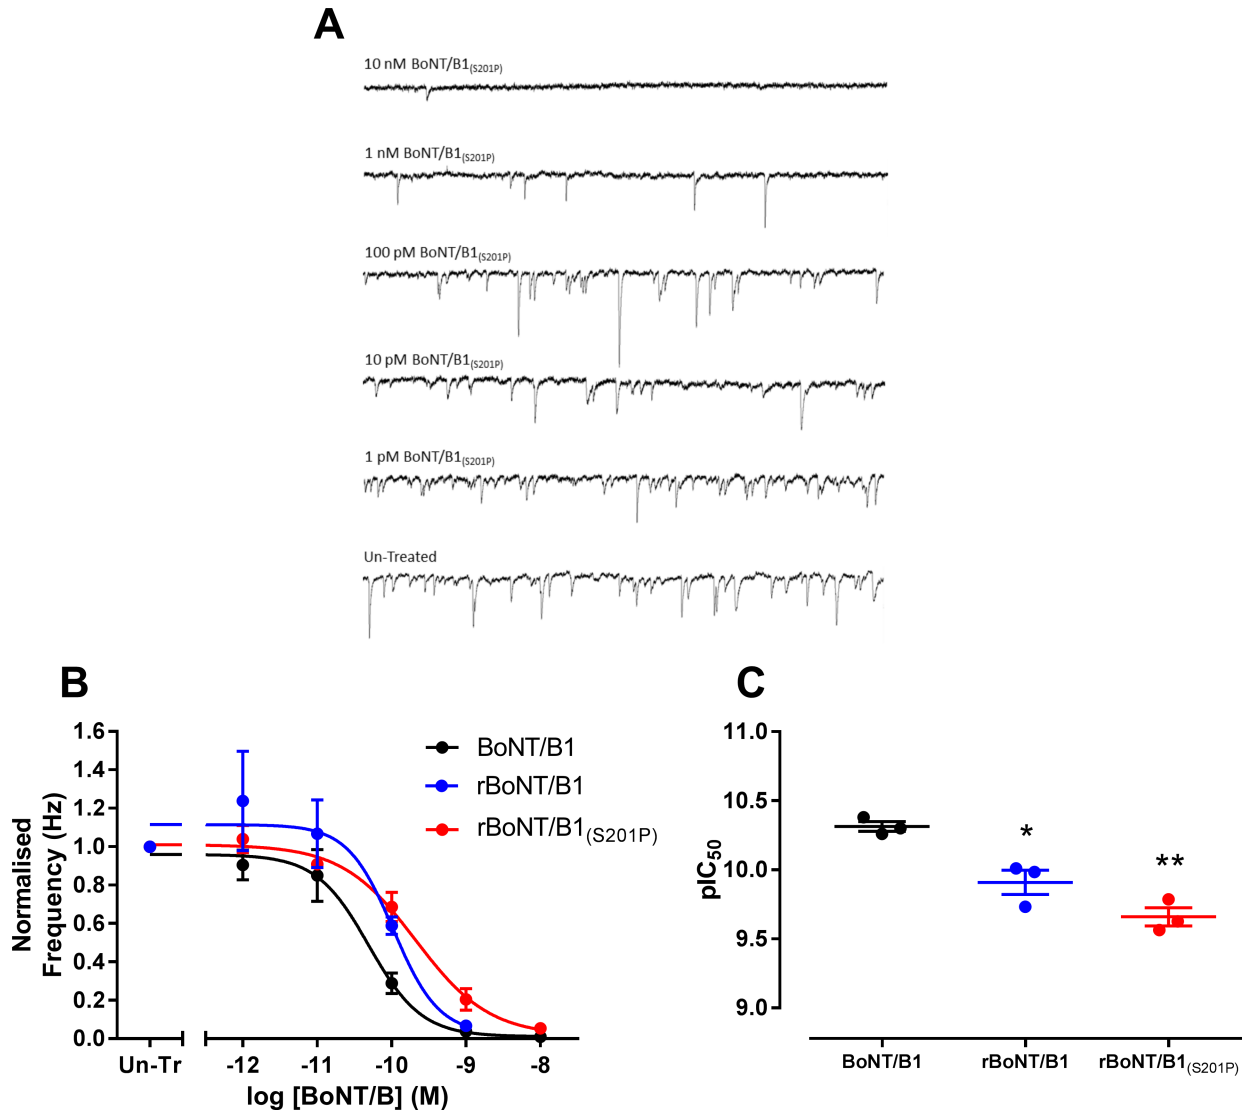 A
10 nM BoNT/B1(S201P)
1 nM BoNT/B1(S201P)
100 pM BoNT/B1(S201P)
10 pM BoNT/B1(S201P)
1 pM BoNT/B1(S201P)
Un-Treated
B
Normalised
Frequency (Hz)
1.6
1.4
1.2
1.0
0.8
0.6
0.4
0.2
0.0
Un-Tr -12 -11 -10 -9 -8
log [BoNT/B] (M)
BoNT/B1
rBoNT/B1
rBoNT/B1(S201P)
C
pIC50
11.0
10.5
10.0
9.5
9.0
*
**
BoNT/B1 rBoNT/B1 rBoNT/B1(S201P)